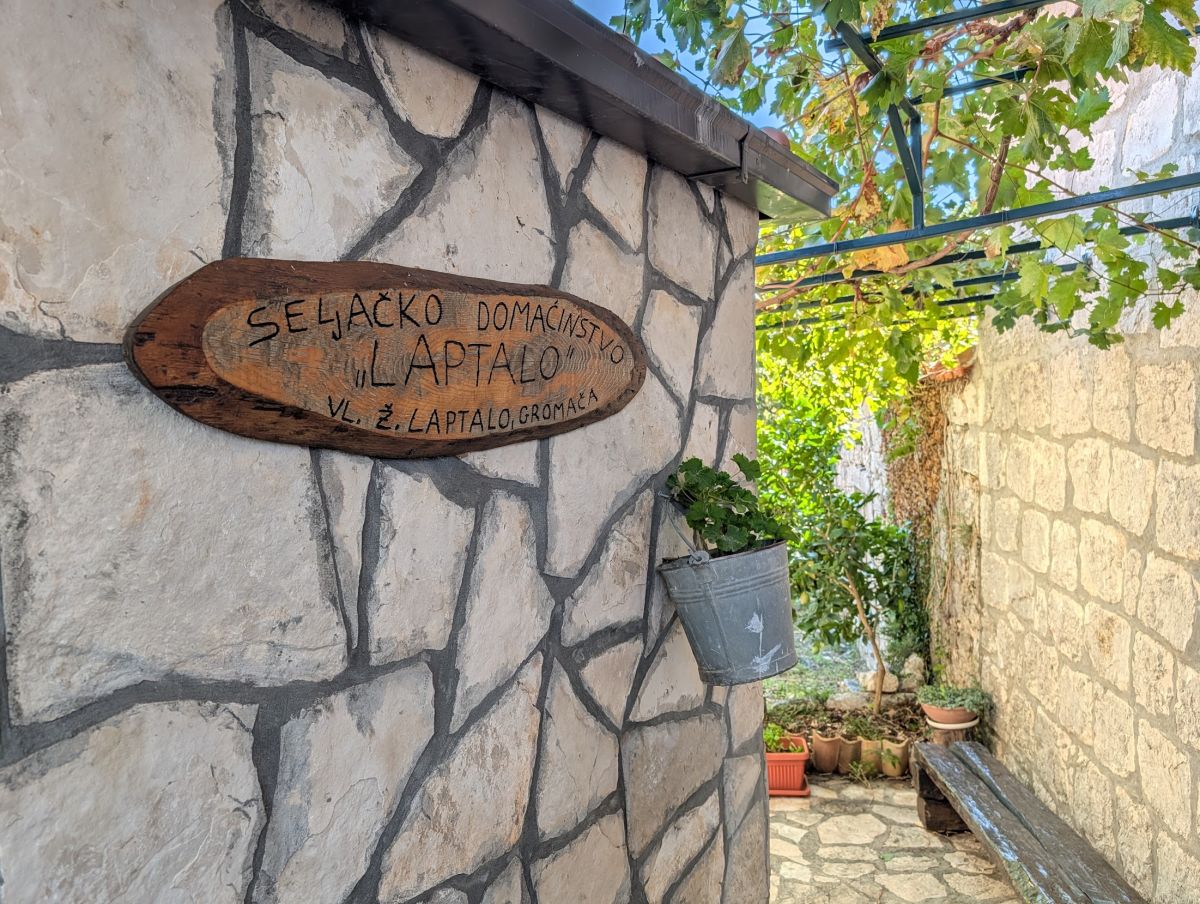 SELJAČKO DOMAĆINSTVO
„LAPTALO"
VL. Ž. LAPTALO, GROMAČA